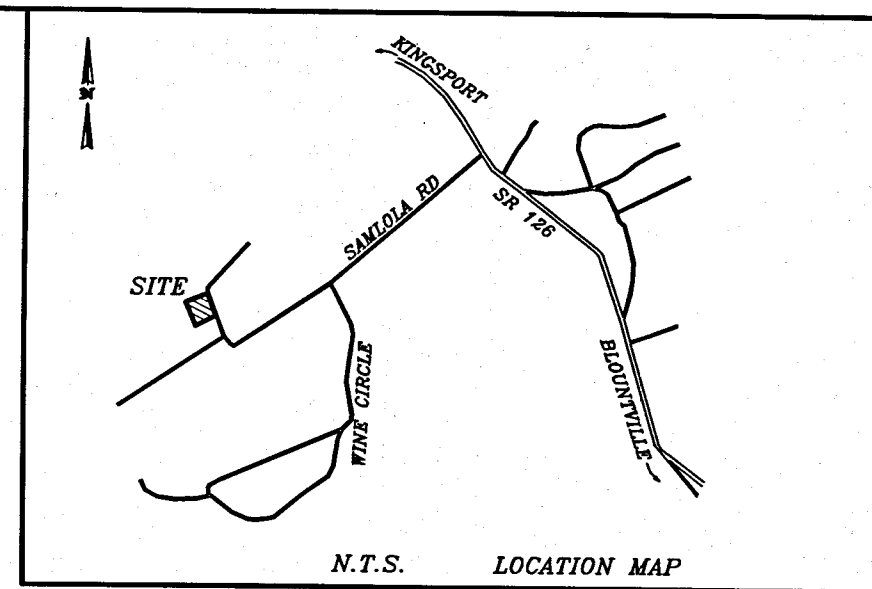 KINGSPORT
N
SAMLOLA RD
SR 126
SITE
BLOUNTVILLE
WINE CIRCLE
N.T.S. LOCATION MAP